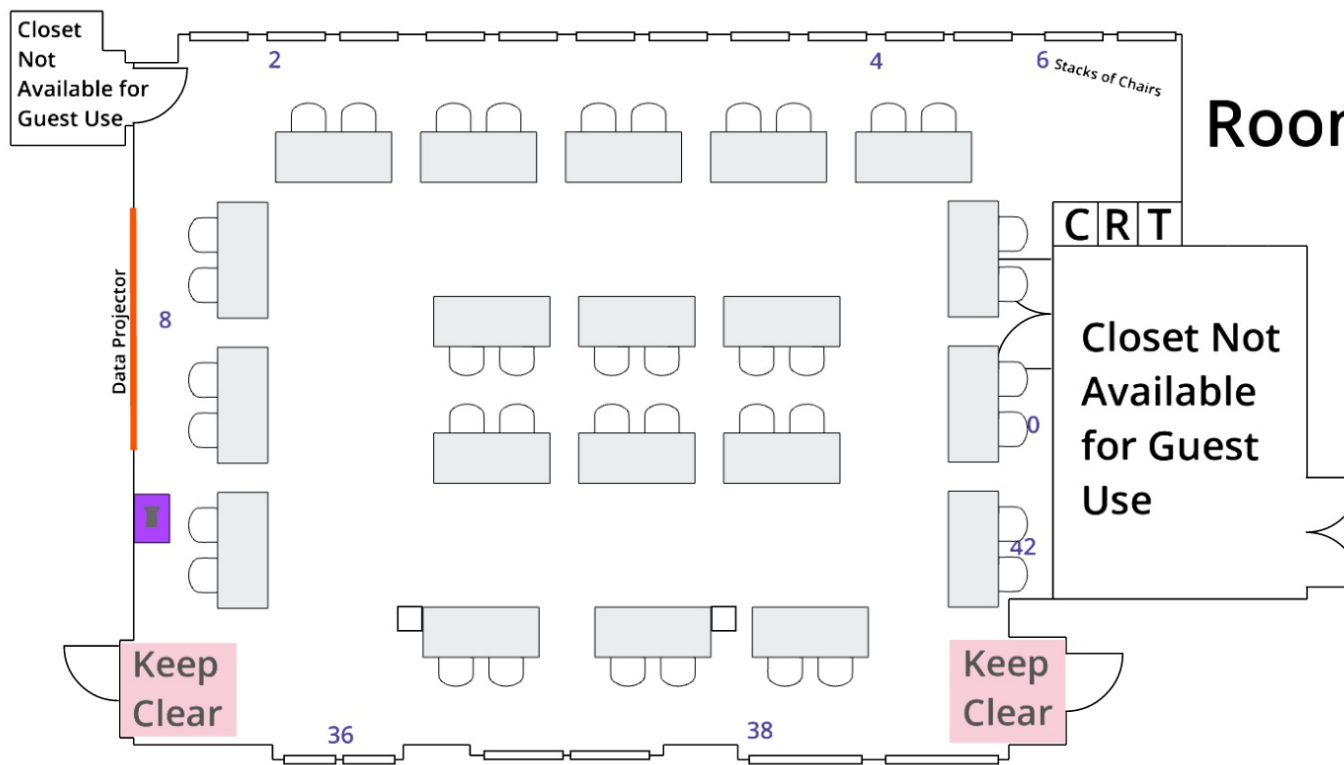 Closet
Not
Available for
Guest Use
2
4
6
Stacks of Chairs
C R T
Data Projector
8
Closet Not
Available
for Guest
Use
0
42
Keep
Clear
Keep
Clear
36
38